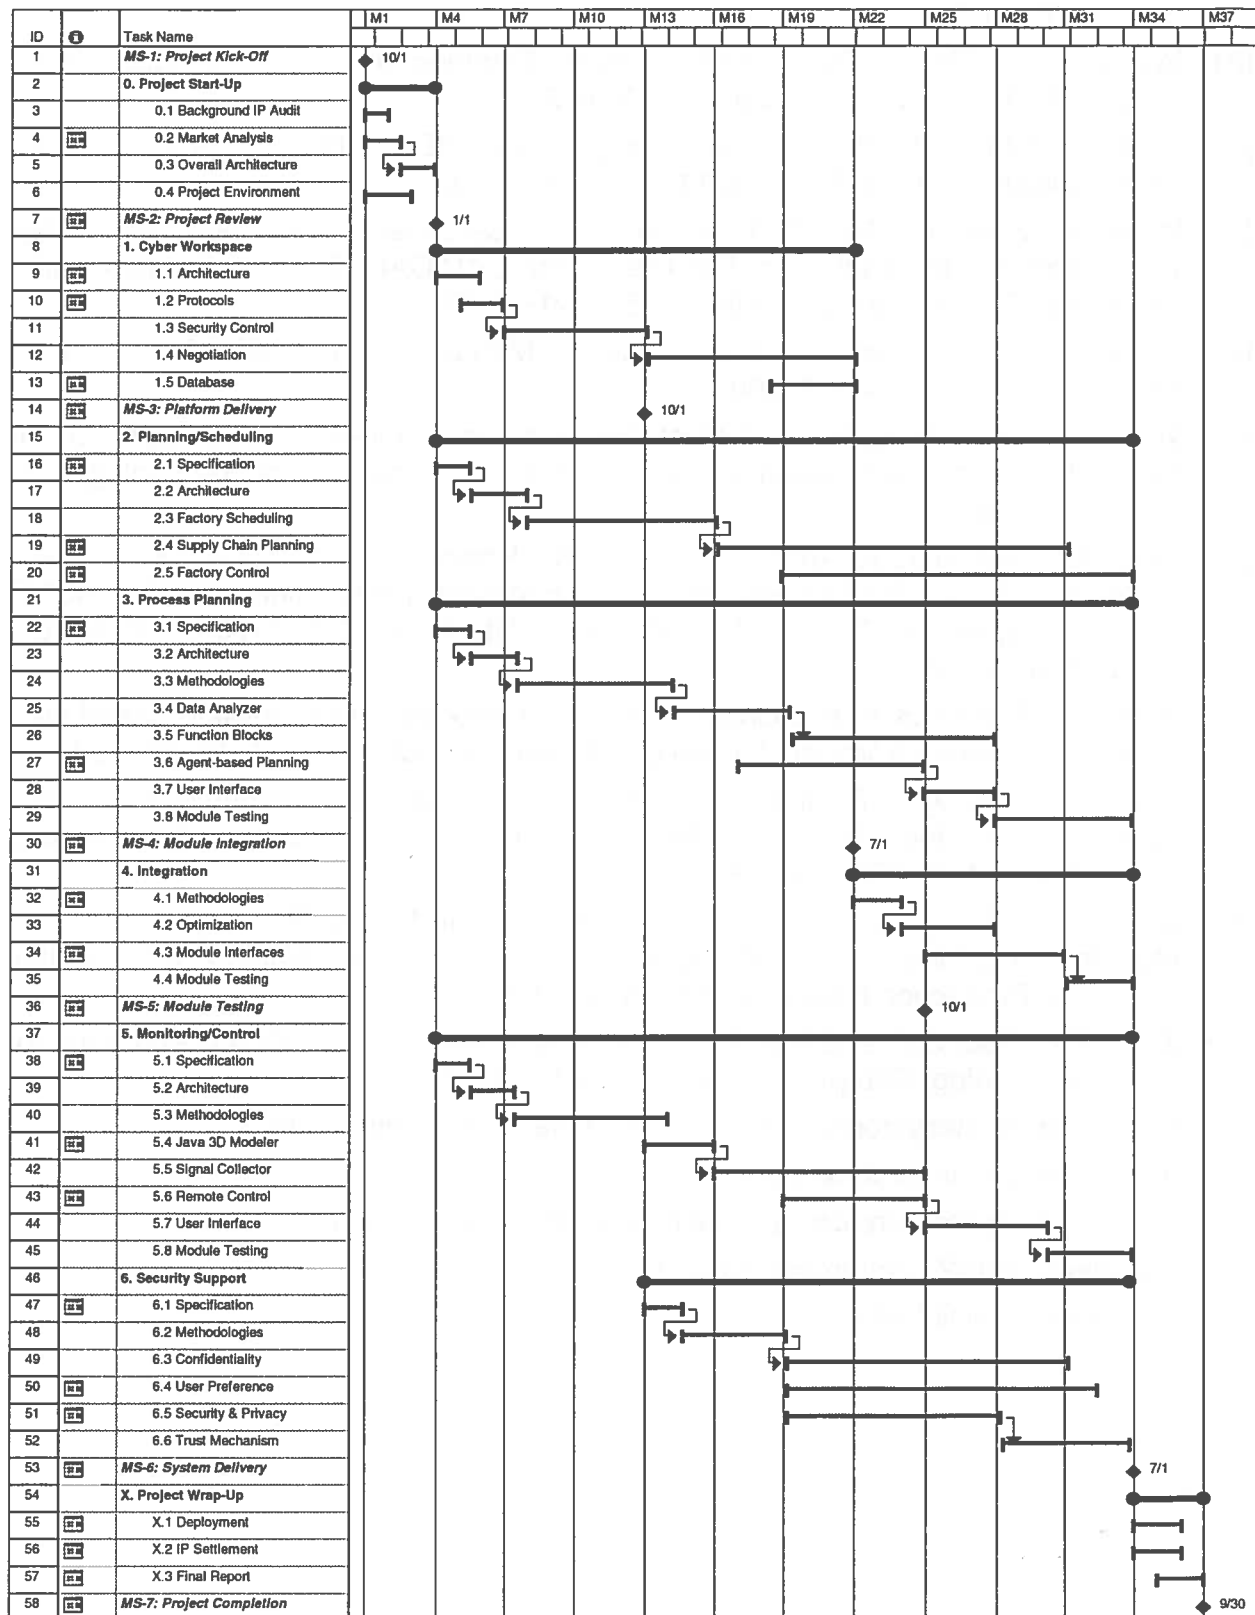 M1 M4 M7 M10 M13 M16 M19 M22 M25 M28 M31 M34 M37
ID Task Name
1 MS-1: Project Kick-Off 10/1
2 0. Project Start-Up
3 0.1 Background IP Audit
4 0.2 Market Analysis
5 0.3 Overall Architecture
6 0.4 Project Environment
7 MS-2: Project Review 1/1
8 1. Cyber Workspace
9 1.1 Architecture
10 1.2 Protocols
11 1.3 Security Control
12 1.4 Negotiation
13 1.5 Database
14 MS-3: Platform Delivery 10/1
15 2. Planning/Scheduling
16 2.1 Specification
17 2.2 Architecture
18 2.3 Factory Scheduling
19 2.4 Supply Chain Planning
20 2.5 Factory Control
21 3. Process Planning
22 3.1 Specification
23 3.2 Architecture
24 3.3 Methodologies
25 3.4 Data Analyzer
26 3.5 Function Blocks
27 3.6 Agent-based Planning
28 3.7 User Interface
29 3.8 Module Testing
30 MS-4: Module Integration 7/1
31 4. Integration
32 4.1 Methodologies
33 4.2 Optimization
34 4.3 Module Interfaces
35 4.4 Module Testing
36 MS-5: Module Testing 10/1
37 5. Monitoring/Control
38 5.1 Specification
39 5.2 Architecture
40 5.3 Methodologies
41 5.4 Java 3D Modeler
42 5.5 Signal Collector
43 5.6 Remote Control
44 5.7 User Interface
45 5.8 Module Testing
46 6. Security Support
47 6.1 Specification
48 6.2 Methodologies
49 6.3 Confidentiality
50 6.4 User Preference
51 6.5 Security & Privacy
52 6.6 Trust Mechanism
53 MS-6: System Delivery 7/1
54 X. Project Wrap-Up
55 X.1 Deployment
56 X.2 IP Settlement
57 X.3 Final Report
58 MS-7: Project Completion 9/30